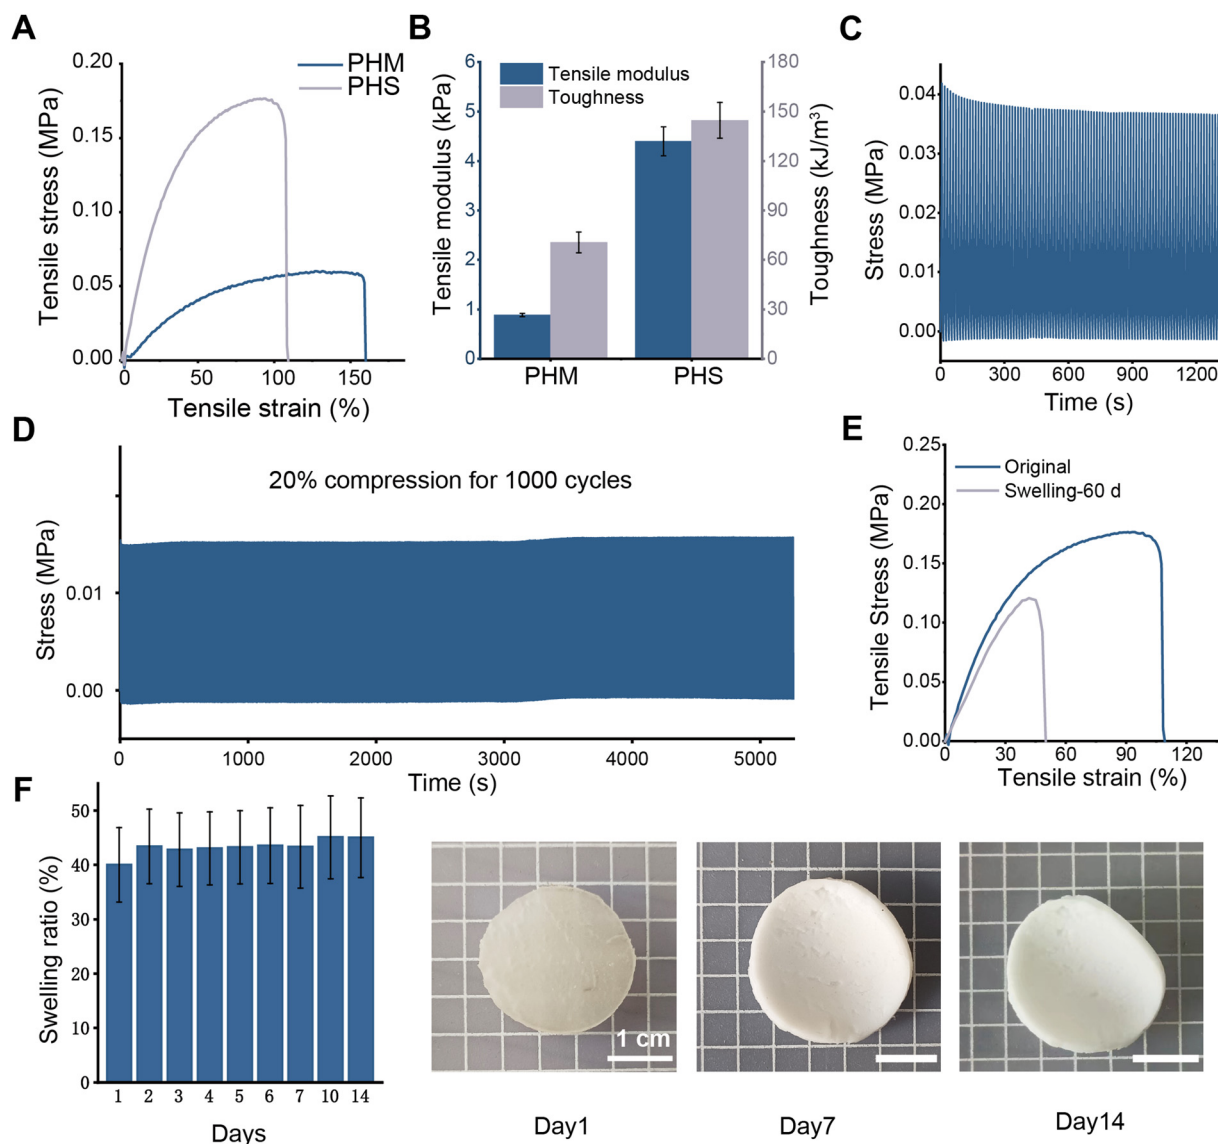 A
0.20
0.15
0.10
0.05
0.00
Tensile stress (MPa)
PHM
PHS
0
50
100
150
Tensile strain (%)
B
6
5
4
3
2
1
0
Tensile modulus (kPa)
Tensile modulus
Toughness
180
150
120
90
60
30
0
Toughness (kJ/m³)
PHM
PHS
C
0.04
0.03
0.02
0.01
0.00
Stress (MPa)
0
300
600
900
1200
Time (s)
D
20% compression for 1000 cycles
0.01
0.00
Stress (MPa)
0
1000
2000
3000
4000
5000
Time (s)
E
0.25
0.20
0.15
0.10
0.05
0.00
Tensile Stress (MPa)
Original
Swelling-60 d
0
30
60
90
120
Tensile strain (%)
F
50
40
30
20
10
0
Swelling ratio (%)
1 2 3 4 5 6 7 10 14
Days
1 cm
Day1
Day7
Day14